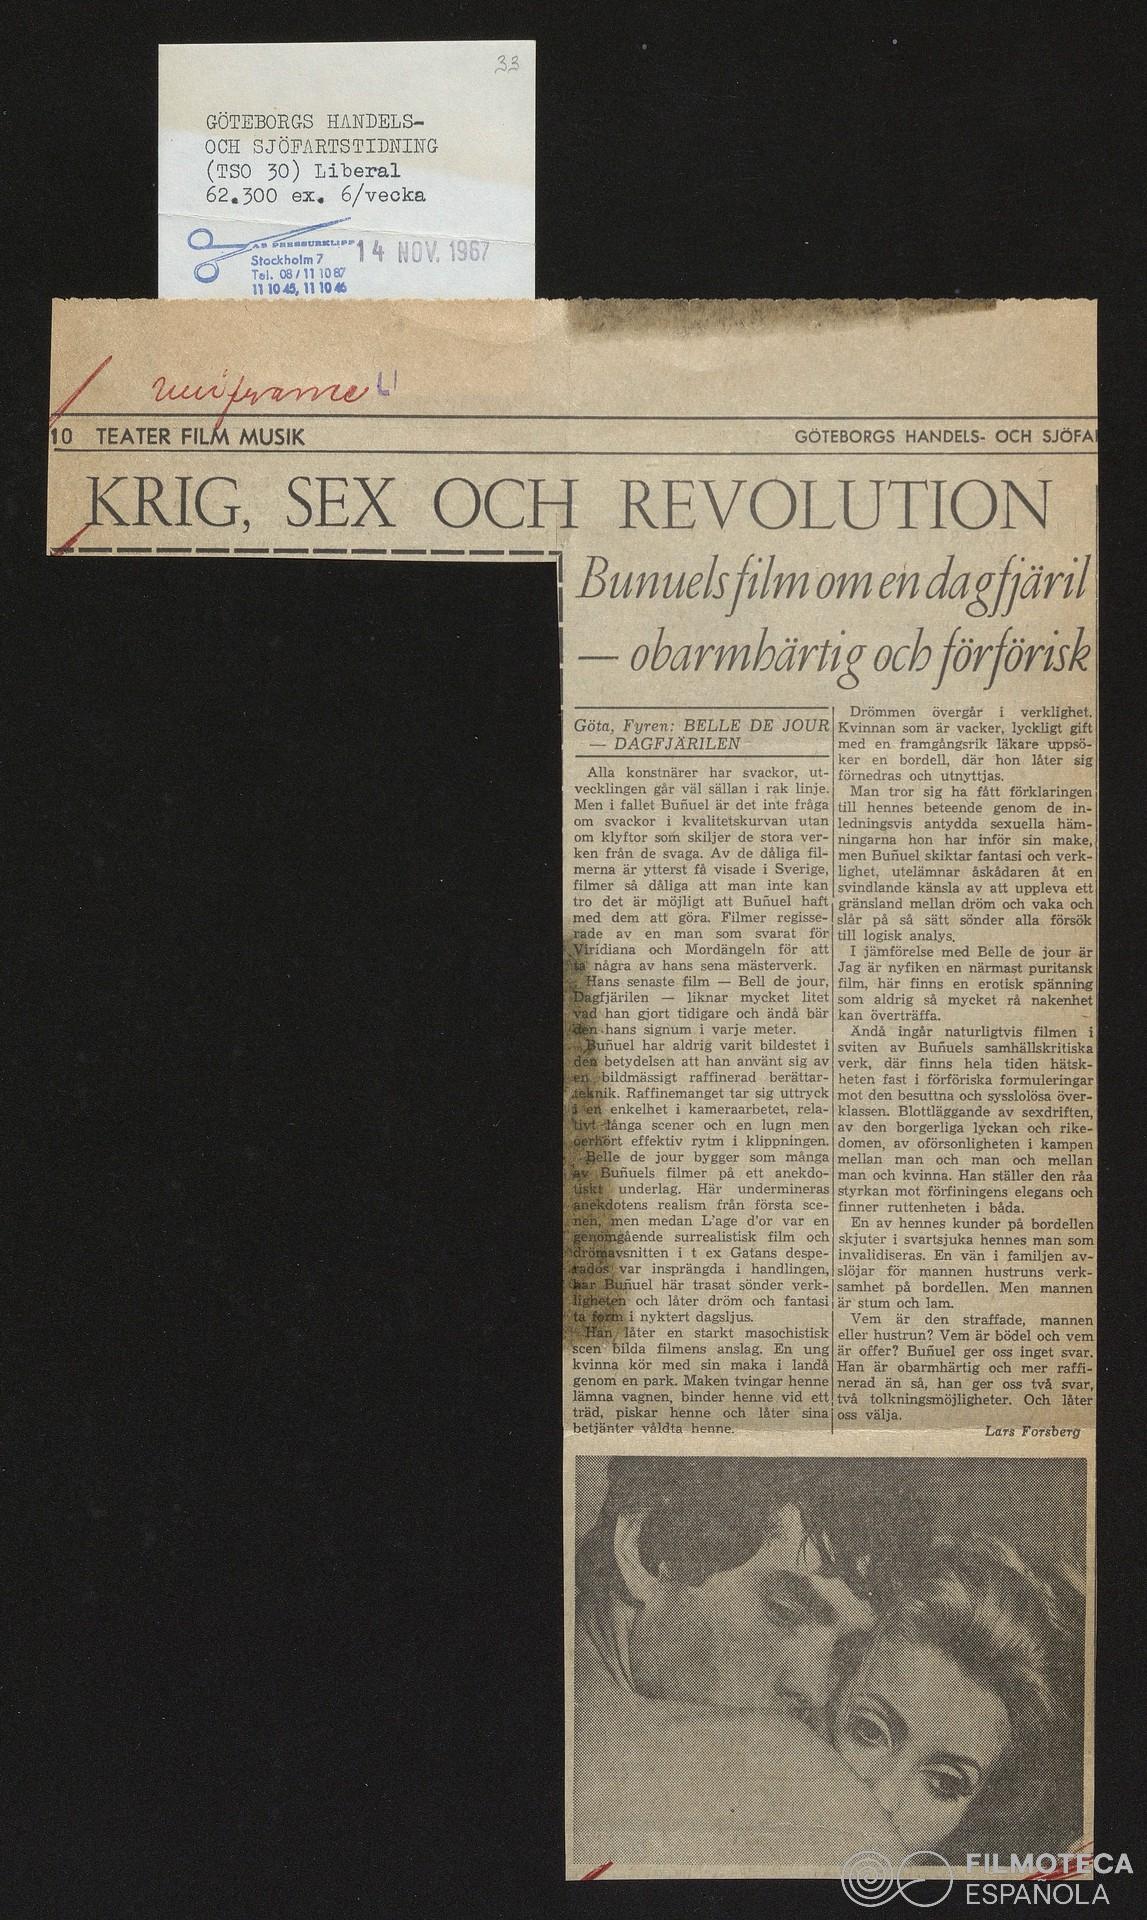 33
GÖTEBORGS HANDELS-
OCH SJÖFARTSTIDNING
(TSO 30) Liberal
62.300 ex. 6/vecka
AB PRESSURKLIPP
Stockholm 7
Tel. 08/11 10 87
11 10 45, 11 10 46
14 NOV. 1967
uniframe
10 TEATER FILM MUSIK
GÖTEBORGS HANDELS- OCH SJÖFA
KRIG, SEX OCH REVOLUTION
Bunuels film om en dagfjäril
— obarmhärtig och förförisk
Göta, Fyren: BELLE DE JOUR
— DAGFJÄRILEN
Alla konstnärer har svackor, ut-
vecklingen går väl sällan i rak linje.
Men i fallet Buñuel är det inte fråga
om svackor i kvalitetskurvan utan
om klyftor som skiljer de stora ver-
ken från de svaga. Av de dåliga fil-
merna är ytterst få visade i Sverige,
filmer så dåliga att man inte kan
tro det är möjligt att Buñuel haft
med dem att göra. Filmer regisse-
rade av en man som svarat för
Viridiana och Mordängeln för att
ta några av hans sena mästerverk.
Hans senaste film — Bell de jour,
Dagfjärilen — liknar mycket litet
vad han gjort tidigare och ändå bär
den hans signum i varje meter.
Buñuel har aldrig varit bildestet i
den betydelsen att han använt sig av
en bildmässigt raffinerad berättar-
teknik. Raffinemanget tar sig uttryck
i en enkelhet i kameraarbetet, rela-
tivt långa scener och en lugn men
oerhört effektiv rytm i klippningen.
Belle de jour bygger som många
av Buñuels filmer på ett anekdo-
tiskt underlag. Här undermineras
anekdotens realism från första sce-
nen, men medan L'age d'or var en
genomgående surrealistisk film och
drömavsnitten i t ex Gatans despe-
rados var insprängda i handlingen,
har Buñuel här trasat sönder verk-
ligheten och låter dröm och fantasi
ta form i nyktert dagsljus.
Han låter en starkt masochistisk
scen bilda filmens anslag. En ung
kvinna kör med sin maka i landå
genom en park. Maken tvingar henne
lämna vagnen, binder henne vid ett
träd, piskar henne och låter sina
betjänter våldta henne.
Drömmen övergår i verklighet.
Kvinnan som är vacker, lyckligt gift
med en framgångsrik läkare uppsö-
ker en bordell, där hon låter sig
förnedras och utnyttjas.
Man tror sig ha fått förklaringen
till hennes beteende genom de in-
ledningsvis antydda sexuella häm-
ningarna hon har inför sin make,
men Buñuel skiktar fantasi och verk-
lighet, utelämnar åskådaren åt en
svindlande känsla av att uppleva ett
gränsland mellan dröm och vaka och
slår på så sätt sönder alla försök
till logisk analys.
I jämförelse med Belle de jour är
Jag är nyfiken en närmast puritansk
film, här finns en erotisk spänning
som aldrig så mycket rå nakenhet
kan överträffa.
Ändå ingår naturligtvis filmen i
sviten av Buñuels samhällskritiska
verk, där finns hela tiden hätsk-
heten fast i förföriska formuleringar
mot den besuttna och sysslolösa över-
klassen. Blottläggande av sexdriften,
av den borgerliga lyckan och rike-
domen, av oförsonligheten i kampen
mellan man och man och mellan
man och kvinna. Han ställer den råa
styrkan mot förfiningens elegans och
finner ruttenheten i båda.
En av hennes kunder på bordellen
skjuter i svartsjuka hennes man som
invalidiseras. En vän i familjen av-
slöjar för mannen hustruns verk-
samhet på bordellen. Men mannen
är stum och lam.
Vem är den straffade, mannen
eller hustrun? Vem är bödel och vem
är offer? Buñuel ger oss inget svar.
Han är obarmhärtig och mer raffi-
nerad än så, han ger oss två svar,
två tolkningsmöjligheter. Och låter
oss välja.
Lars Forsberg
FILMOTECA
ESPAÑOLA